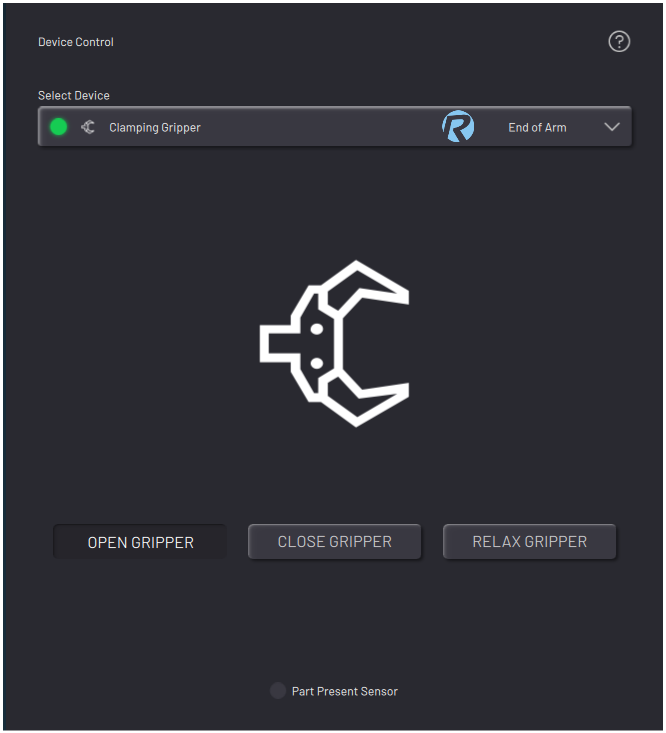 Device Control
?
Select Device
Clamping Gripper R End of Arm
OPEN GRIPPER CLOSE GRIPPER RELAX GRIPPER
Part Present Sensor